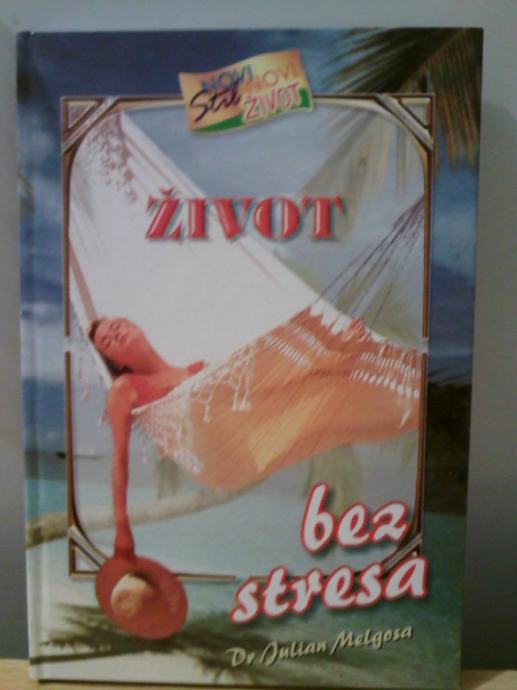 NOVI Stil NOVI ŽIVOT
ŽIVOT
bez
stresa
Dr Julian Melgosa